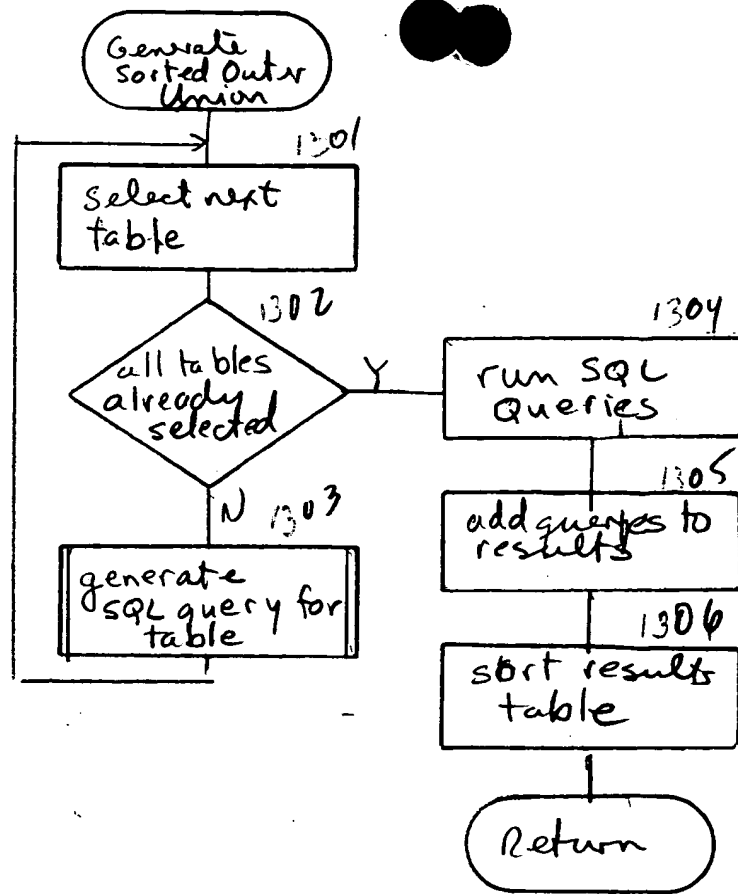 Generate
Sorted Outer
Union
1301
select next
table
1302
all tables
already
selected
Y
N
1303
generate
SQL query for
table
1304
run SQL
Queries
1305
add queries to
results
1306
sort results
table
Return